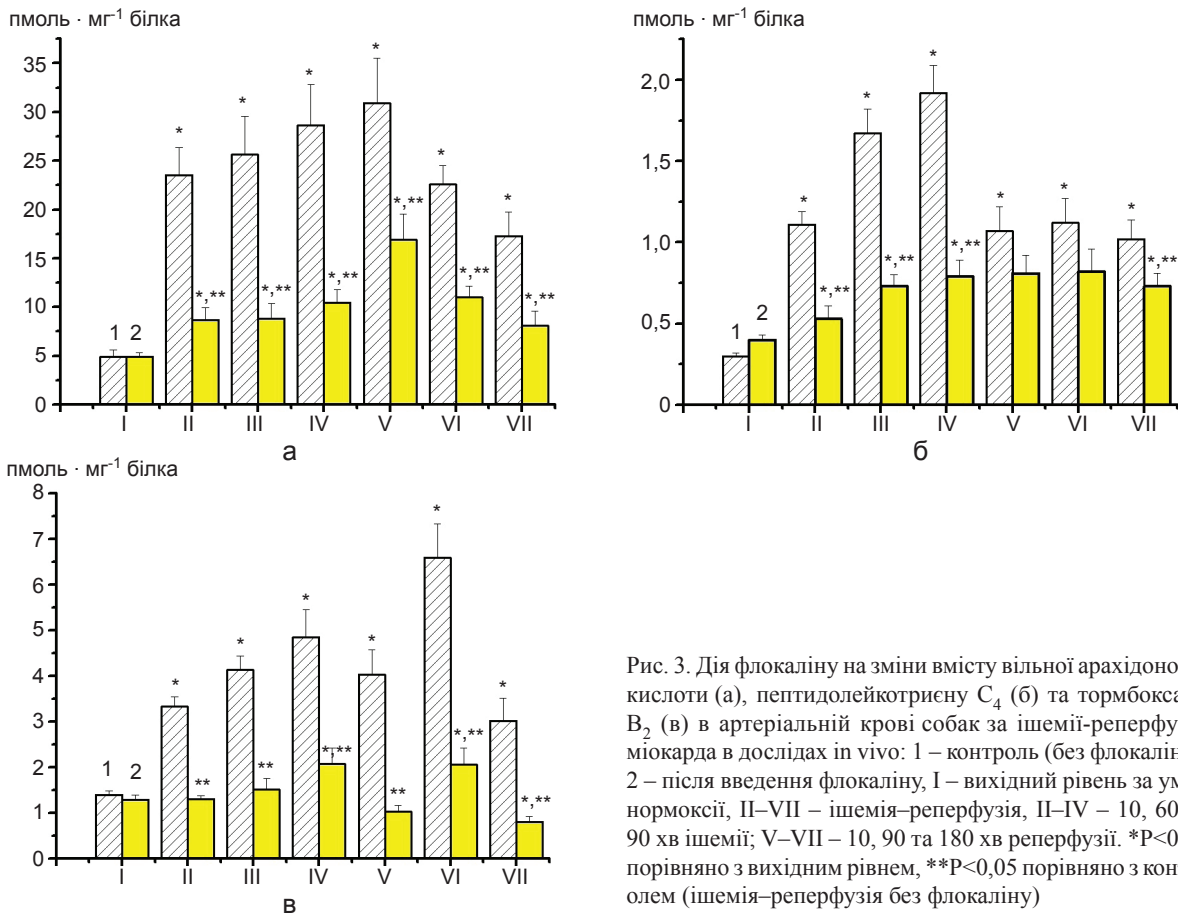 пмоль · мг⁻¹ білка
35
30
25
20
15
10
5
0
1 2
* * * * * *
*,** *,** *,** *,** *,** *,**
I II III IV V VI VII
а
пмоль · мг⁻¹ білка
2,0
1,5
1,0
0,5
0
1 2
* * * * * *
*,** *,** *,** *,**
I II III IV V VI VII
б
пмоль · мг⁻¹ білка
8
7
6
5
4
3
2
1
0
1 2
* * * * * *
** ** *,** ** *,** *,**
I II III IV V VI VII
в
Рис. 3. Дія флокаліну на зміни вмісту вільної арахідоно
кислоти (а), пептидолейкотриєну C₄ (б) та тормбокса
B₂ (в) в артеріальній крові собак за ішемії-реперфу
міокарда в дослідах in vivo: 1 – контроль (без флокалін
2 – після введення флокаліну, I – вихідний рівень за ум
нормоксії, II–VII – ішемія–реперфузія, II–IV – 10, 60
90 хв ішемії; V–VII – 10, 90 та 180 хв реперфузії. *P<0
порівняно з вихідним рівнем, **P<0,05 порівняно з кон
олем (ішемія–реперфузія без флокаліну)